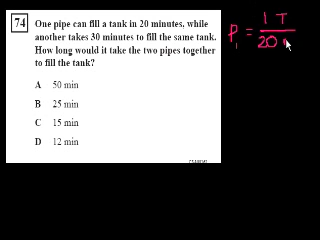 74 One pipe can fill a tank in 20 minutes, while
another takes 30 minutes to fill the same tank.
How long would it take the two pipes together
to fill the tank?
A 50 min
B 25 min
C 15 min
D 12 min
P1 = 1 T
20